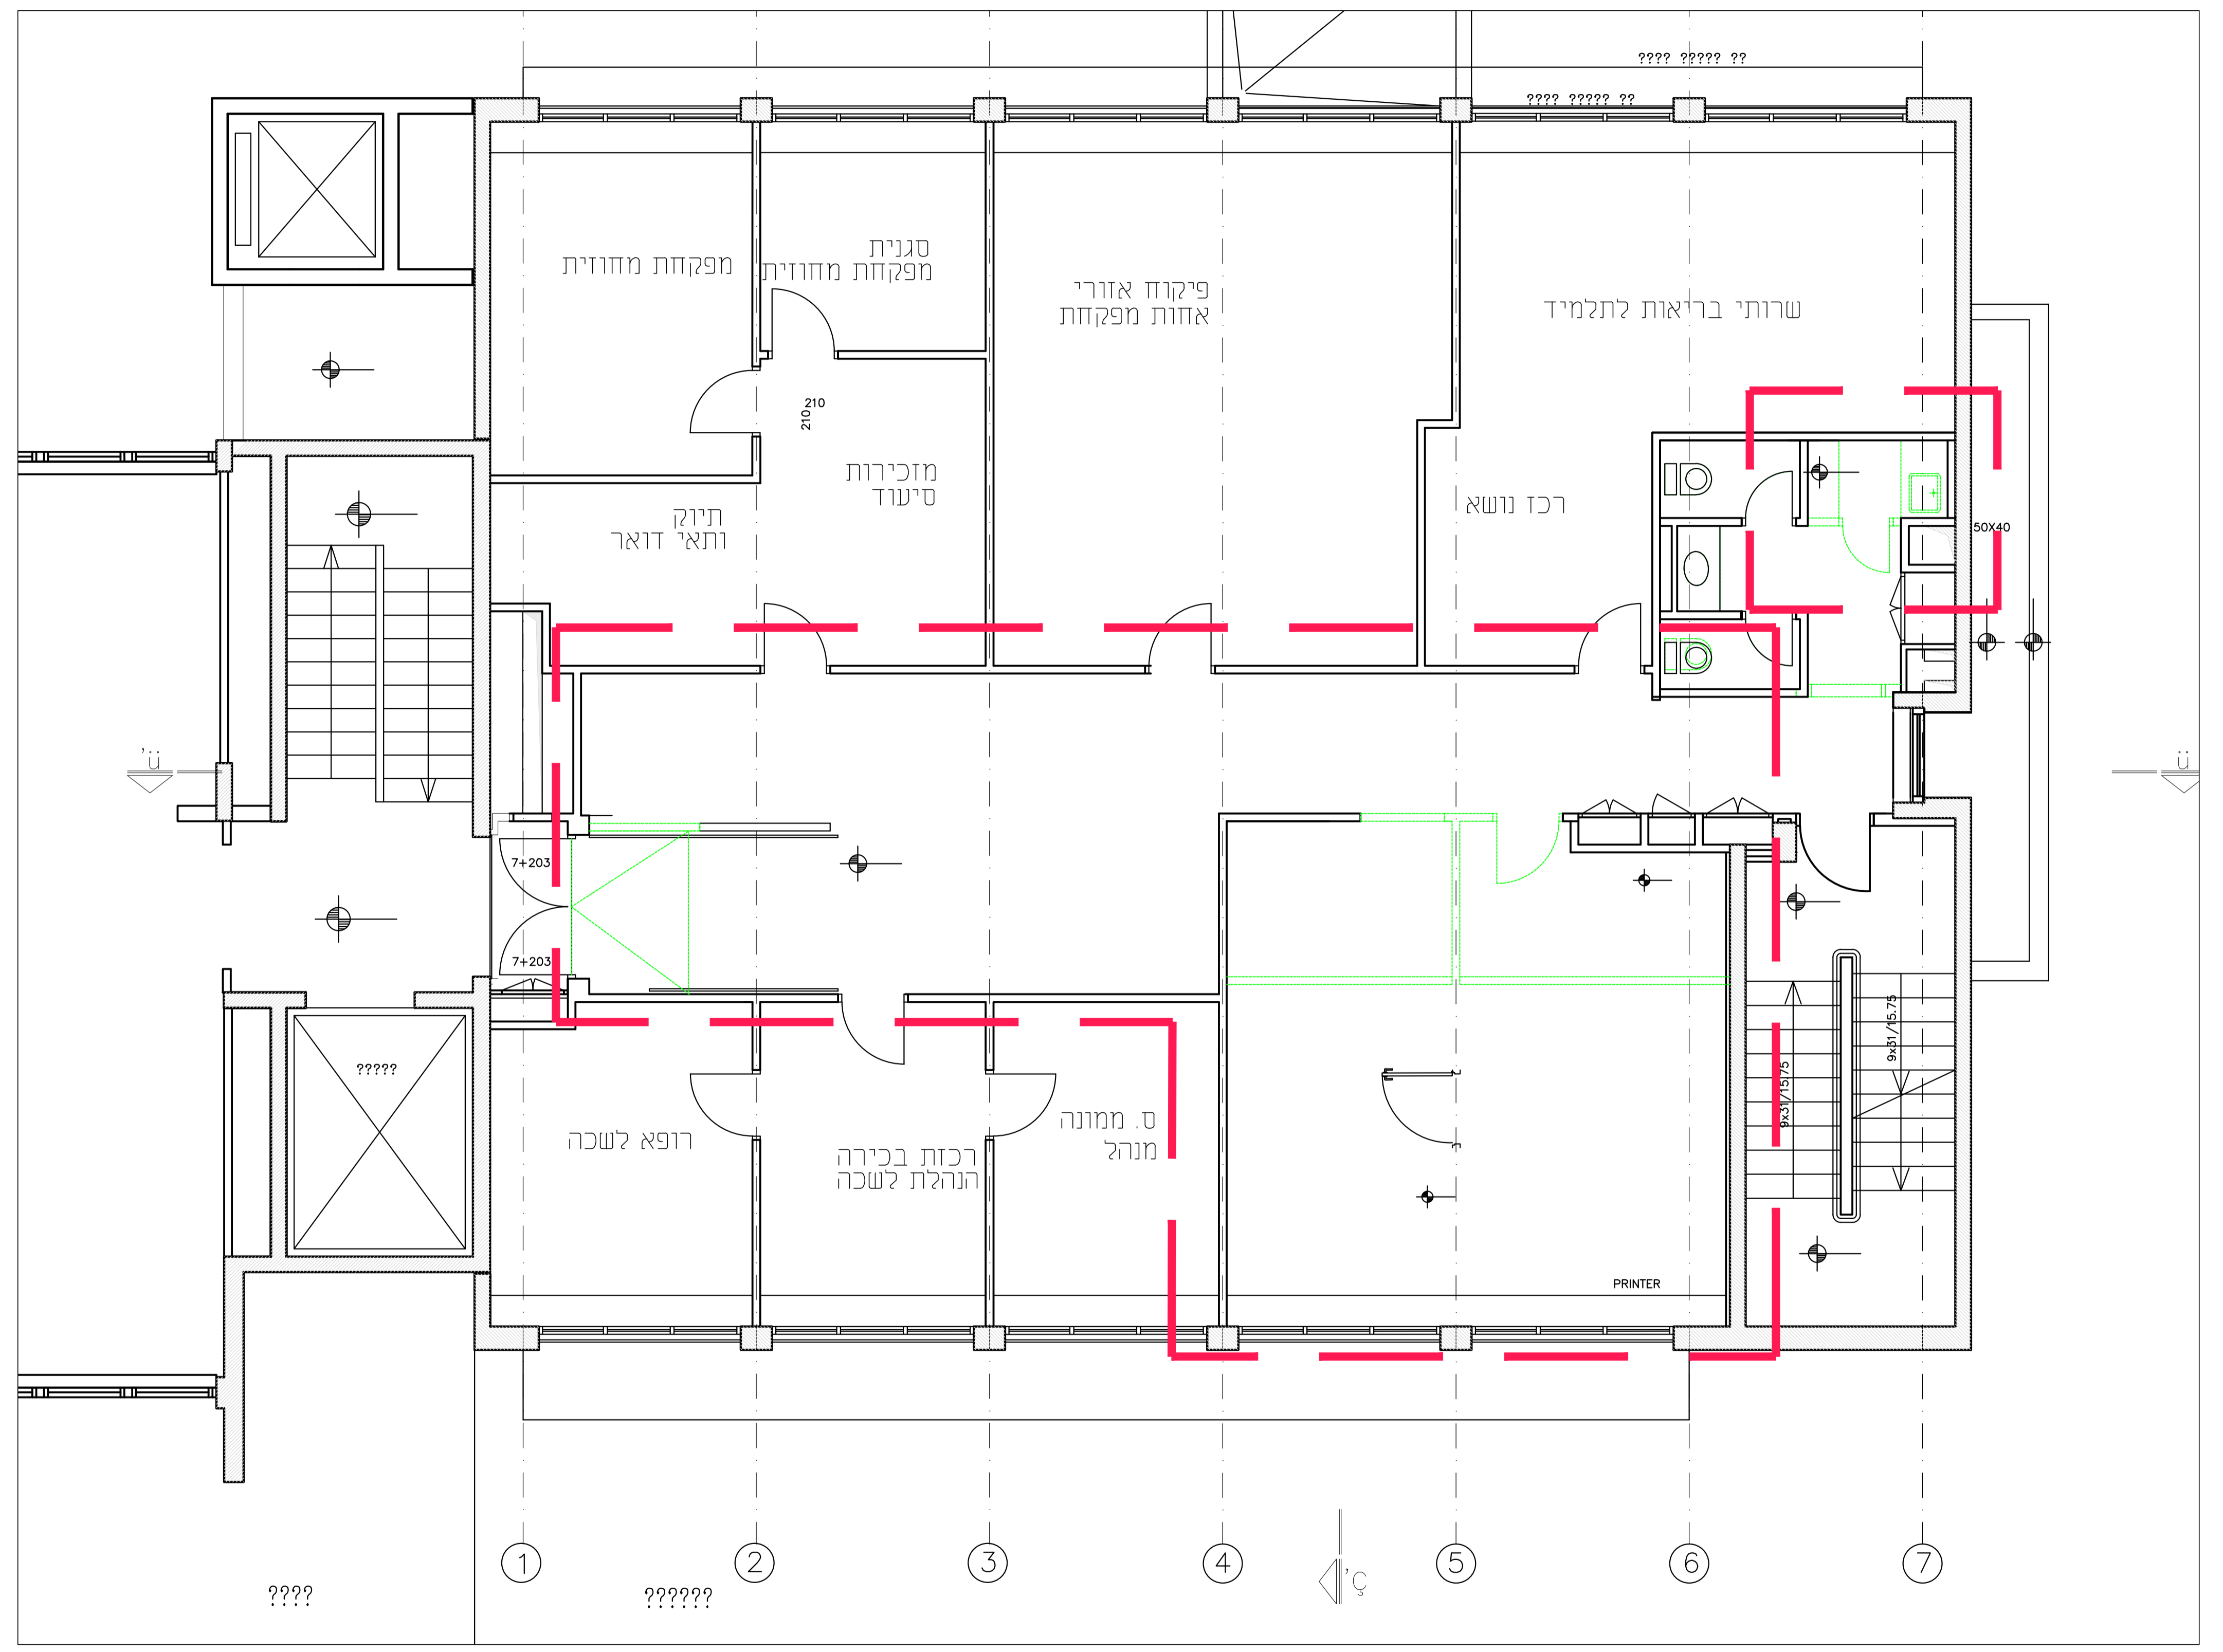 ???? ????? ??
???? ????? ??
סגנית
מפקחת מחוזית
מפקחת מחוזית
פיקוח אזורי
אחות מפקחת
שרותי בריאות לתלמיד
210
210
מזכירות
סיעוד
רכז נושא
תיוק
ותאי דואר
50X40
ü,
ü
7+203
7+203
9x31/15.75
9x31/15.75
?????
ס. ממונה
מנהל
רופא לשכה
רכזת בכירה
הנהלת לשכה
PRINTER
1
2
3
4
5
6
7
Ç,
????
??????